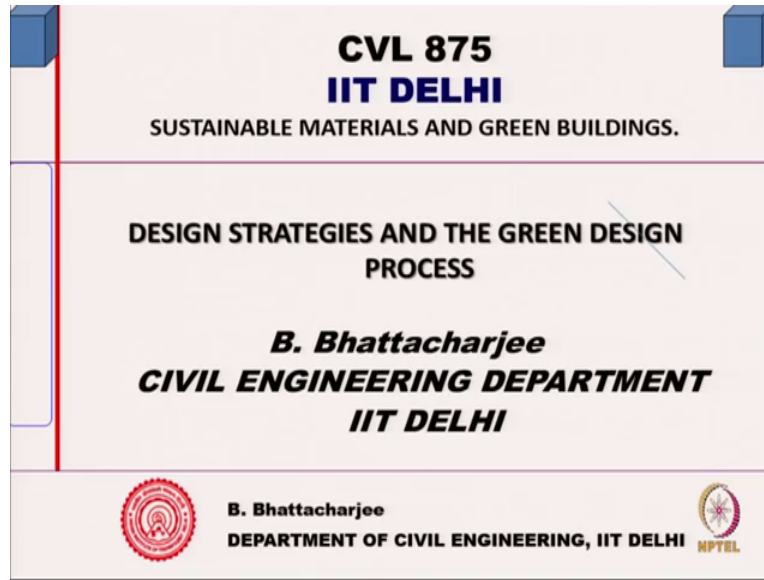 CVL 875
IIT DELHI
SUSTAINABLE MATERIALS AND GREEN BUILDINGS.
DESIGN STRATEGIES AND THE GREEN DESIGN
PROCESS
B. Bhattacharjee
CIVIL ENGINEERING DEPARTMENT
IIT DELHI
B. Bhattacharjee
DEPARTMENT OF CIVIL ENGINEERING, IIT DELHI
NPTEL